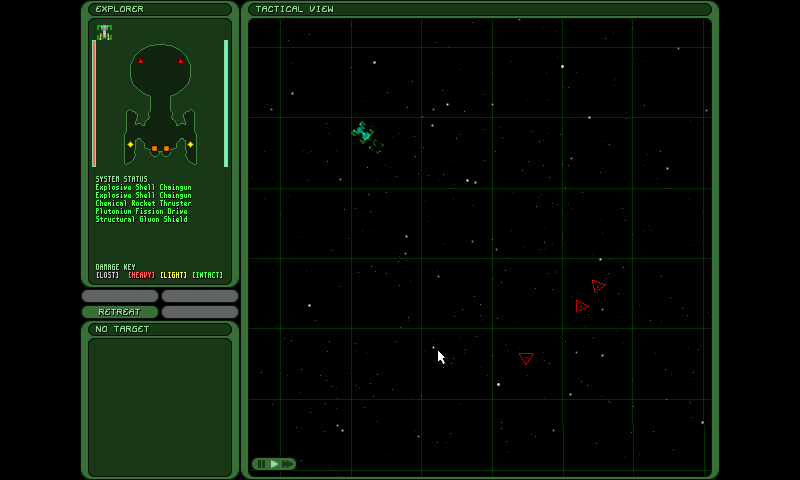 EXPLORER
TACTICAL VIEW
SYSTEM STATUS
Explosive Shell Chaingun
Explosive Shell Chaingun
Chemical Rocket Thruster
Plutonium Fission Drive
Structural Gluon Shield
DAMAGE KEY
[LOST] [HEAVY] [LIGHT] [INTACT]
RETREAT
NO TARGET